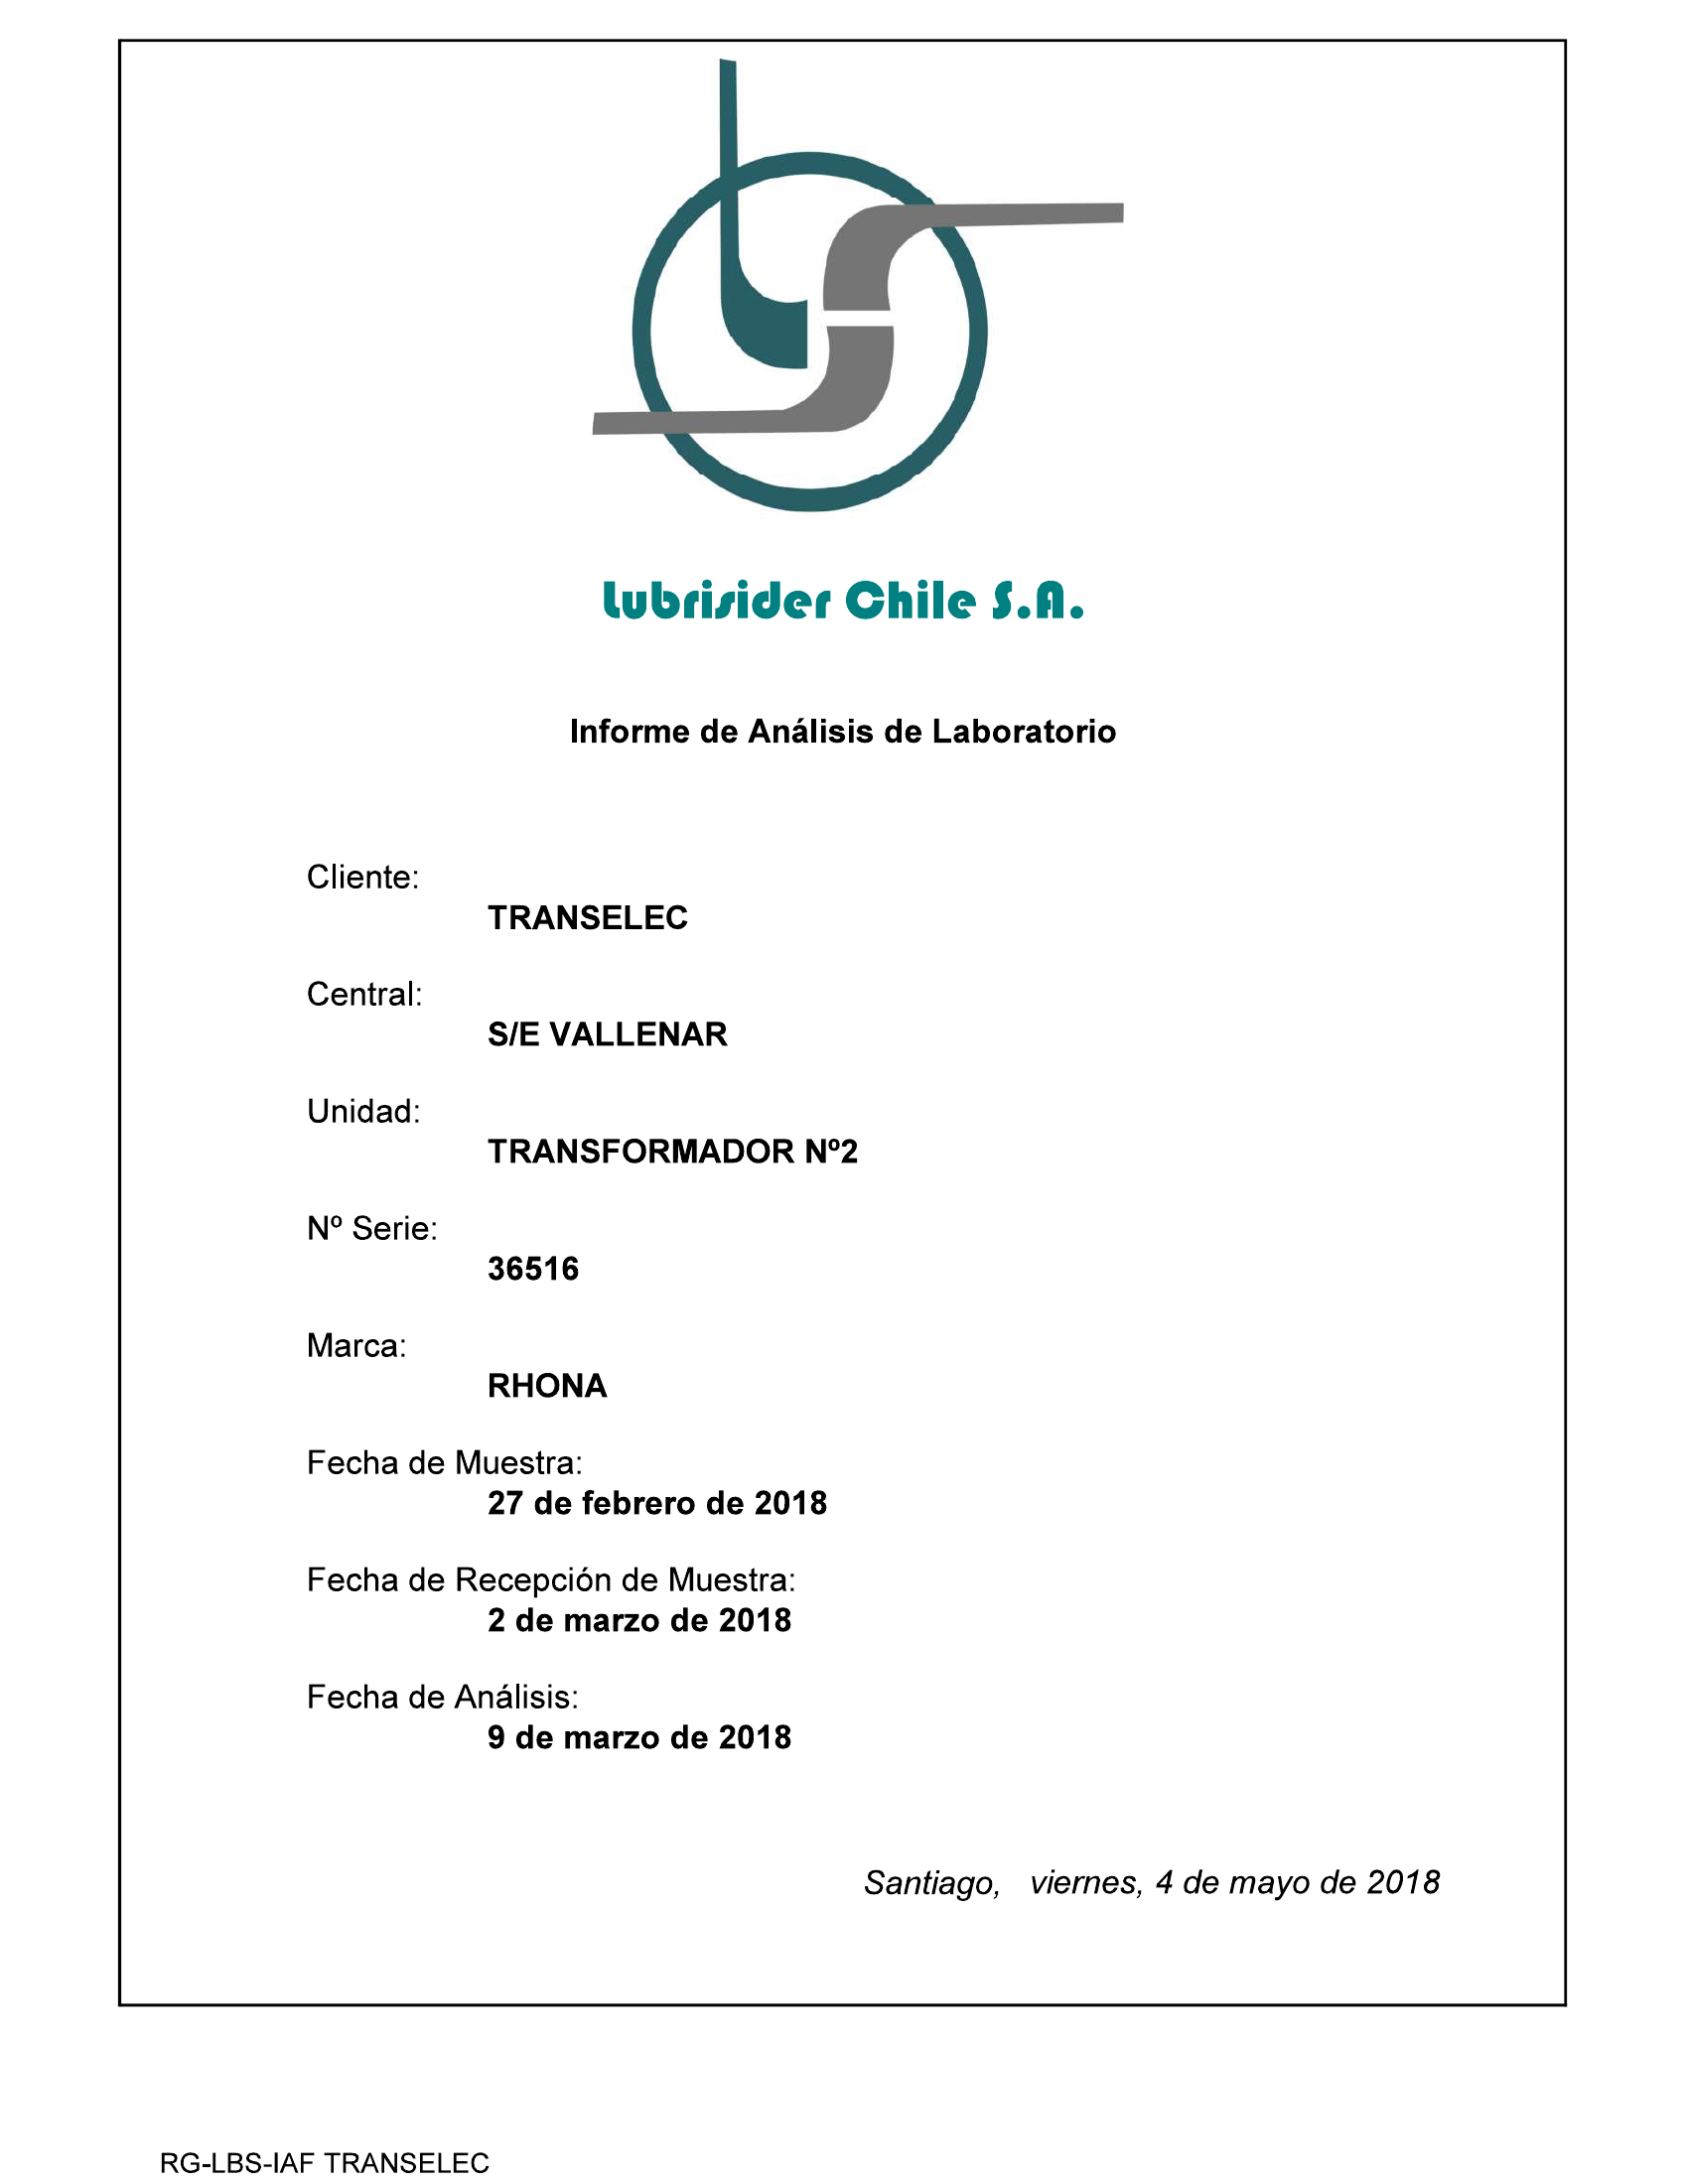 Lubrisider Chile S.A.
Informe de Análisis de Laboratorio
Cliente:
TRANSELEC
Central:
S/E VALLENAR
Unidad:
TRANSFORMADOR Nº2
Nº Serie:
36516
Marca:
RHONA
Fecha de Muestra:
27 de febrero de 2018
Fecha de Recepción de Muestra:
2 de marzo de 2018
Fecha de Análisis:
9 de marzo de 2018
Santiago, viernes, 4 de mayo de 2018
RG-LBS-IAF TRANSELEC